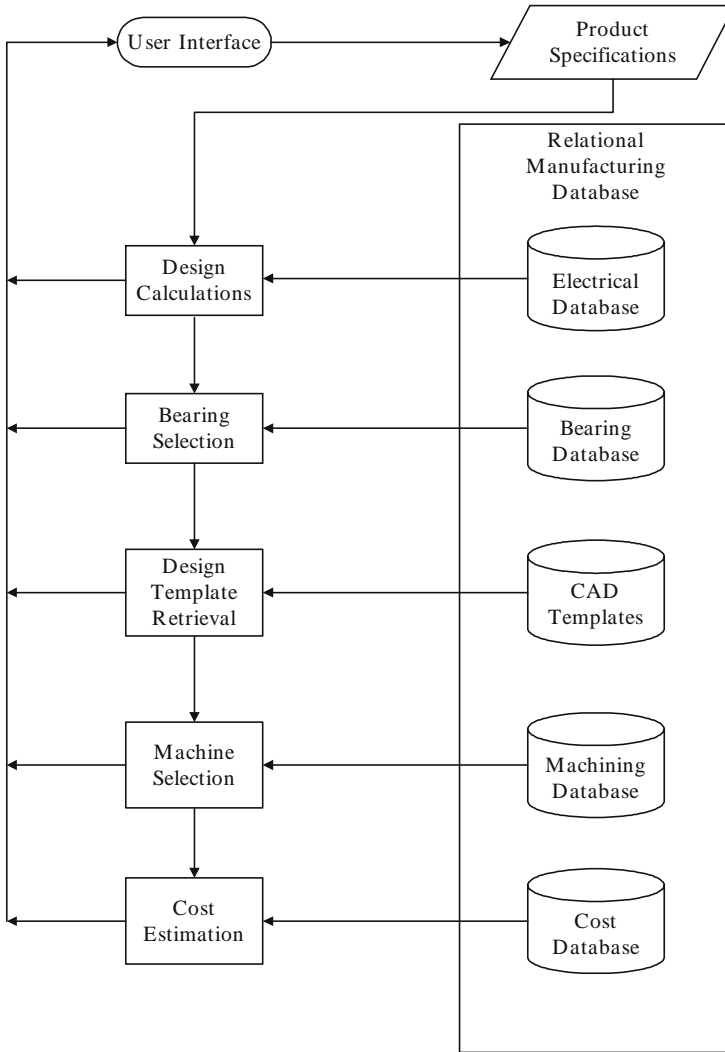 User Interface
Product
Specifications
Relational
Manufacturing
Database
Design
Calculations
Electrical
Database
Bearing
Selection
Bearing
Database
Design
Template
Retrieval
CAD
Templates
Machine
Selection
Machining
Database
Cost
Estimation
Cost
Database